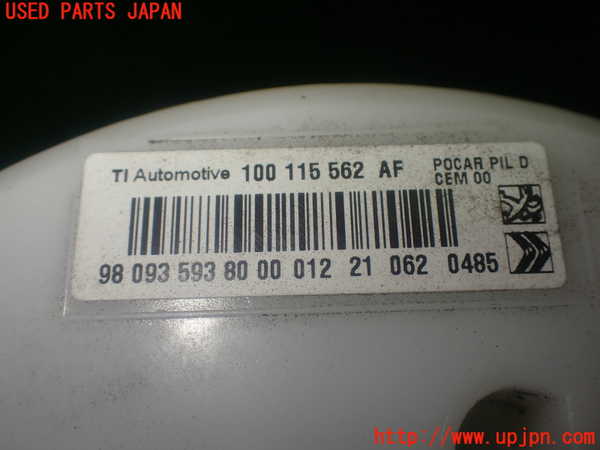 USED PARTS JAPAN
TI Automotive 100 115 562 AF
POCAR PIL D
CEM 00
98 093 593 80 00 012 21 062 0485
http://www.upjpn.com/